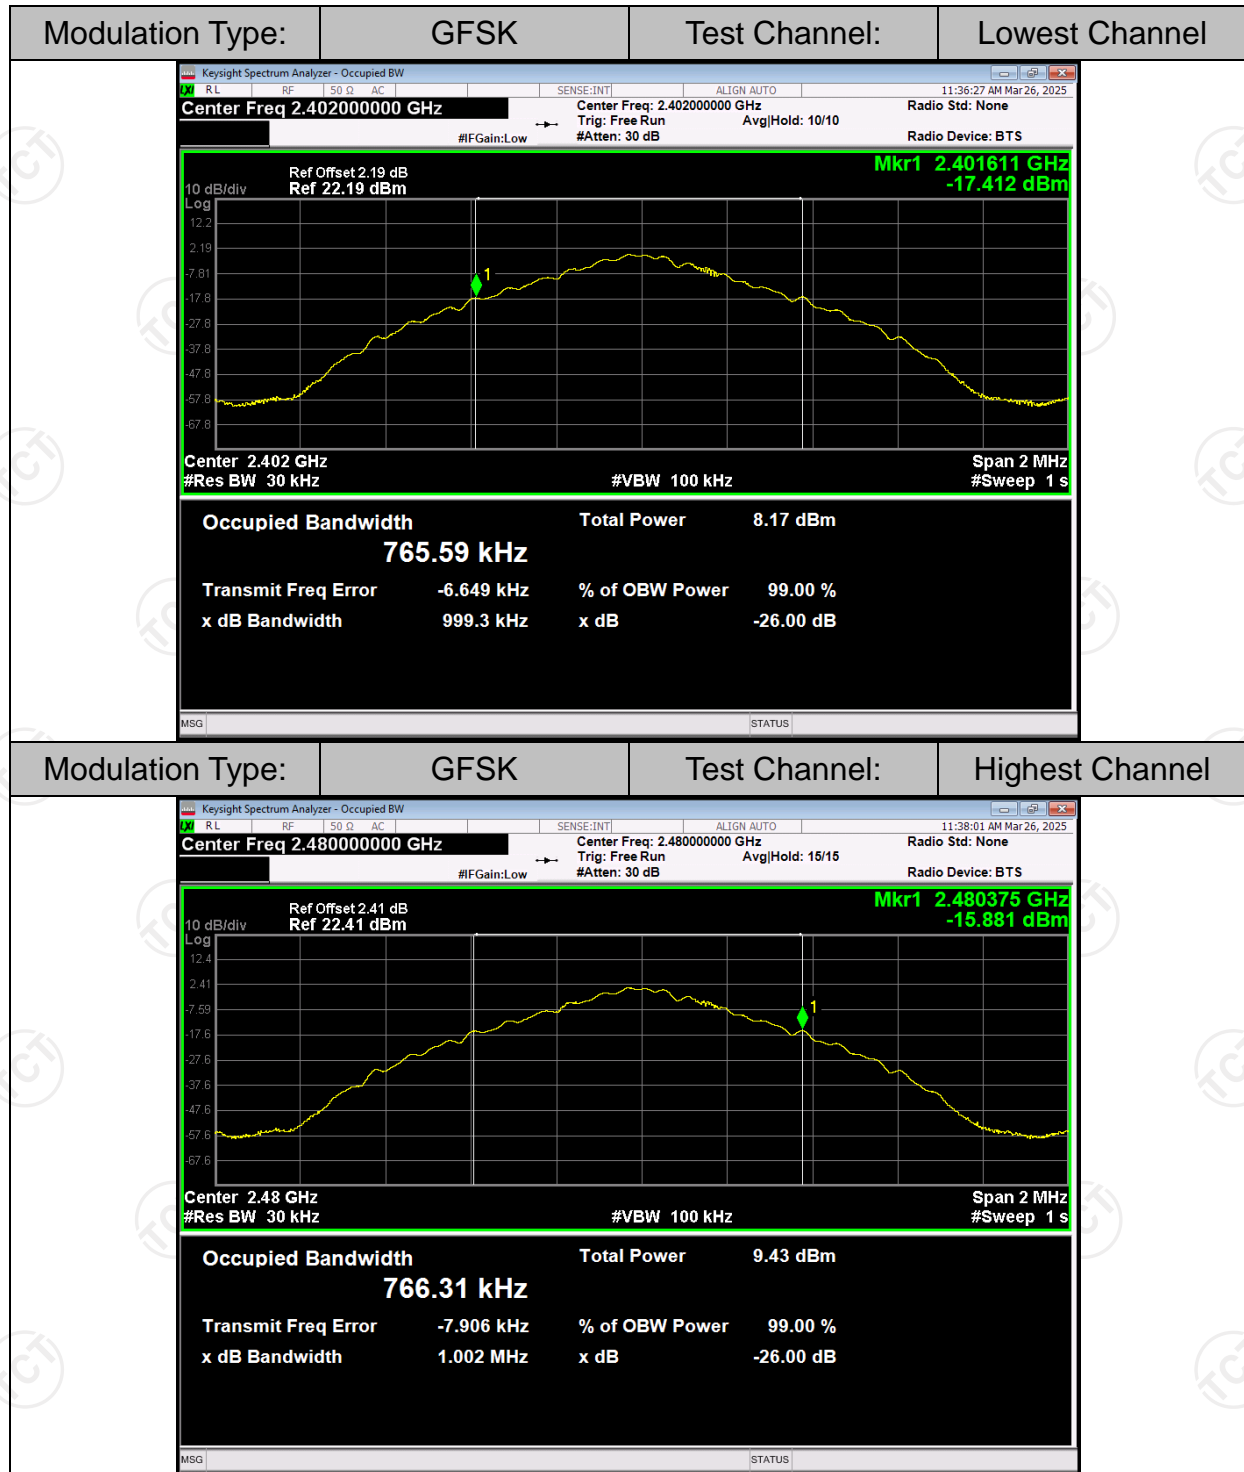 Modulation Type: GFSK Test Channel: Lowest Channel
Keysight Spectrum Analyzer - Occupied BW
LXI RL RF 50 Ω AC SENSE:INT ALIGN AUTO 11:36:27 AM Mar 26, 2025
Center Freq 2.402000000 GHz Center Freq: 2.402000000 GHz Radio Std: None
Trig: Free Run Avg|Hold: 10/10
#IFGain:Low #Atten: 30 dB Radio Device: BTS
Mkr1 2.401611 GHz
Ref Offset 2.19 dB
-17.412 dBm
10 dB/div Ref 22.19 dBm
Log
12.2
2.19
-7.81
1
-17.8
-27.8
-37.8
-47.8
-57.8
-67.8
Center 2.402 GHz Span 2 MHz
#Res BW 30 kHz #VBW 100 kHz #Sweep 1 s
Occupied Bandwidth Total Power 8.17 dBm
765.59 kHz
Transmit Freq Error -6.649 kHz % of OBW Power 99.00 %
x dB Bandwidth 999.3 kHz x dB -26.00 dB
MSG STATUS
Modulation Type: GFSK Test Channel: Highest Channel
Keysight Spectrum Analyzer - Occupied BW
LXI RL RF 50 Ω AC SENSE:INT ALIGN AUTO 11:38:01 AM Mar 26, 2025
Center Freq 2.480000000 GHz Center Freq: 2.480000000 GHz Radio Std: None
Trig: Free Run Avg|Hold: 15/15
#IFGain:Low #Atten: 30 dB Radio Device: BTS
Mkr1 2.480375 GHz
Ref Offset 2.41 dB
-15.881 dBm
10 dB/div Ref 22.41 dBm
Log
12.4
2.41
-7.59
1
-17.6
-27.6
-37.6
-47.6
-57.6
-67.6
Center 2.48 GHz Span 2 MHz
#Res BW 30 kHz #VBW 100 kHz #Sweep 1 s
Occupied Bandwidth Total Power 9.43 dBm
766.31 kHz
Transmit Freq Error -7.906 kHz % of OBW Power 99.00 %
x dB Bandwidth 1.002 MHz x dB -26.00 dB
MSG STATUS
TCT